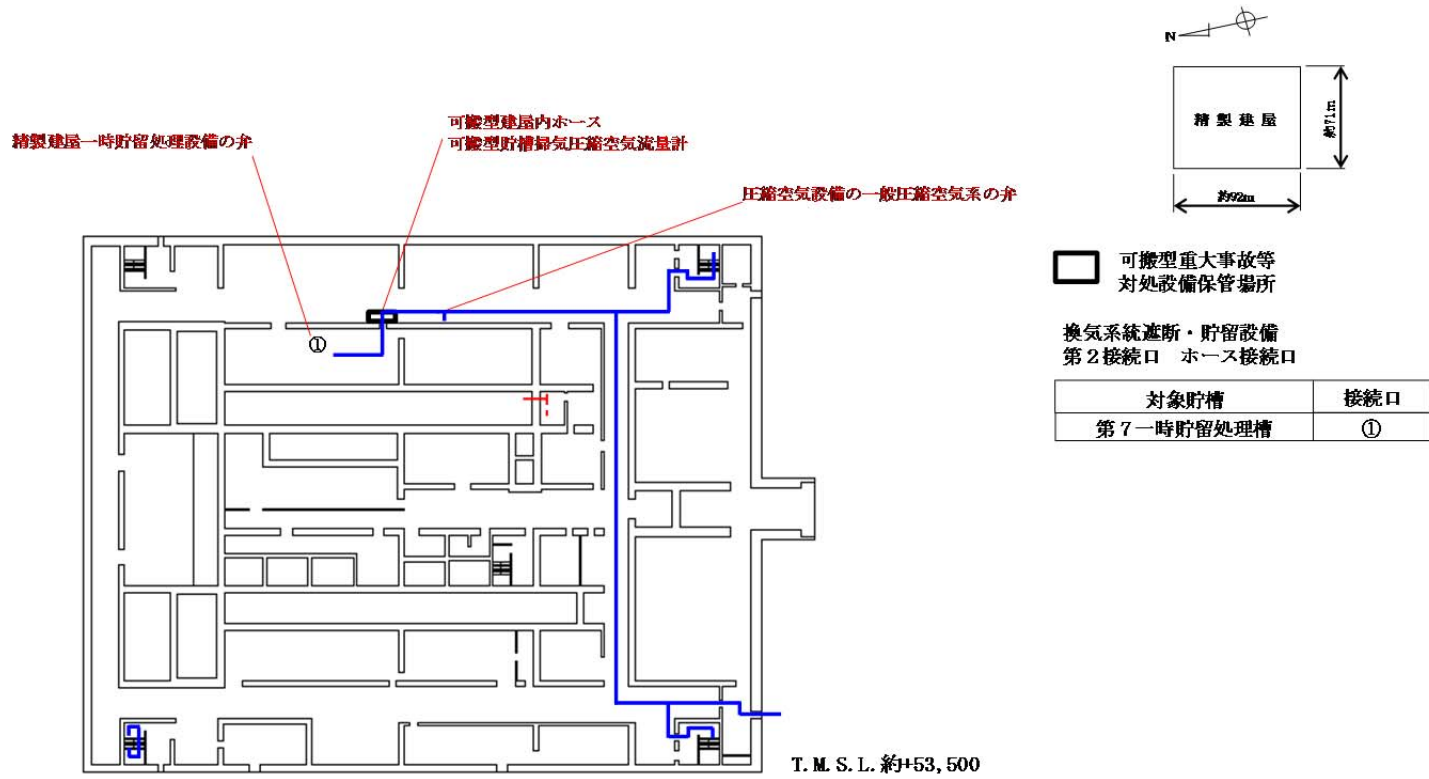 N
精製建屋
約71m
約92m
可搬型建屋内ホース
可搬型貯槽掃気圧縮空気流量計
精製建屋一時貯留処理設備の弁
圧縮空気設備の一般圧縮空気系の弁
①
可搬型重大事故等
対処設備保管場所
換気系統遮断・貯留設備
第2接続口 ホース接続口
対象貯槽 接続口
第7一時貯留処理槽 ①
T.M.S.L.約+53,500